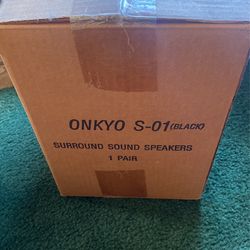 ONKYO S-01 (BLACK)
SURROUND SOUND SPEAKERS
1 PAIR